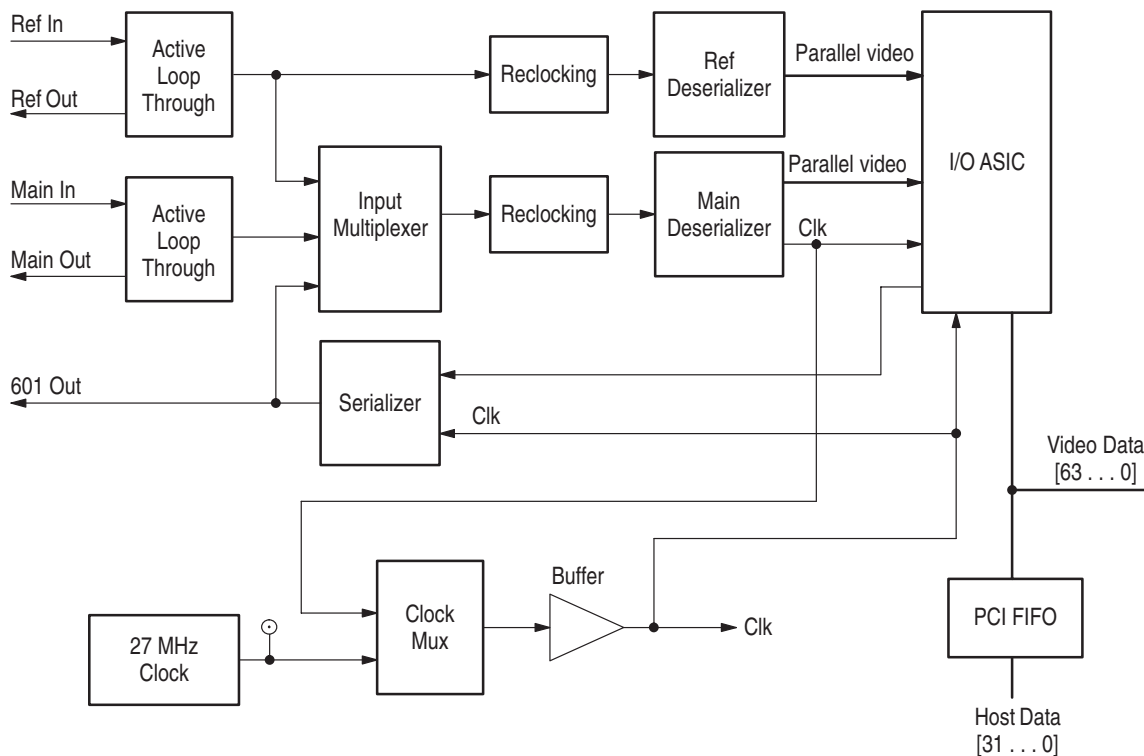 Ref In
Ref Out
Active
Loop
Through
Reclocking
Ref
Deserializer
Parallel video
I/O ASIC
Main In
Main Out
Active
Loop
Through
Input
Multiplexer
Reclocking
Main
Deserializer
Parallel video
Clk
601 Out
Serializer
Clk
Video Data
[63 . . . 0]
27 MHz
Clock
Clock
Mux
Buffer
Clk
PCI FIFO
Host Data
[31 . . . 0]